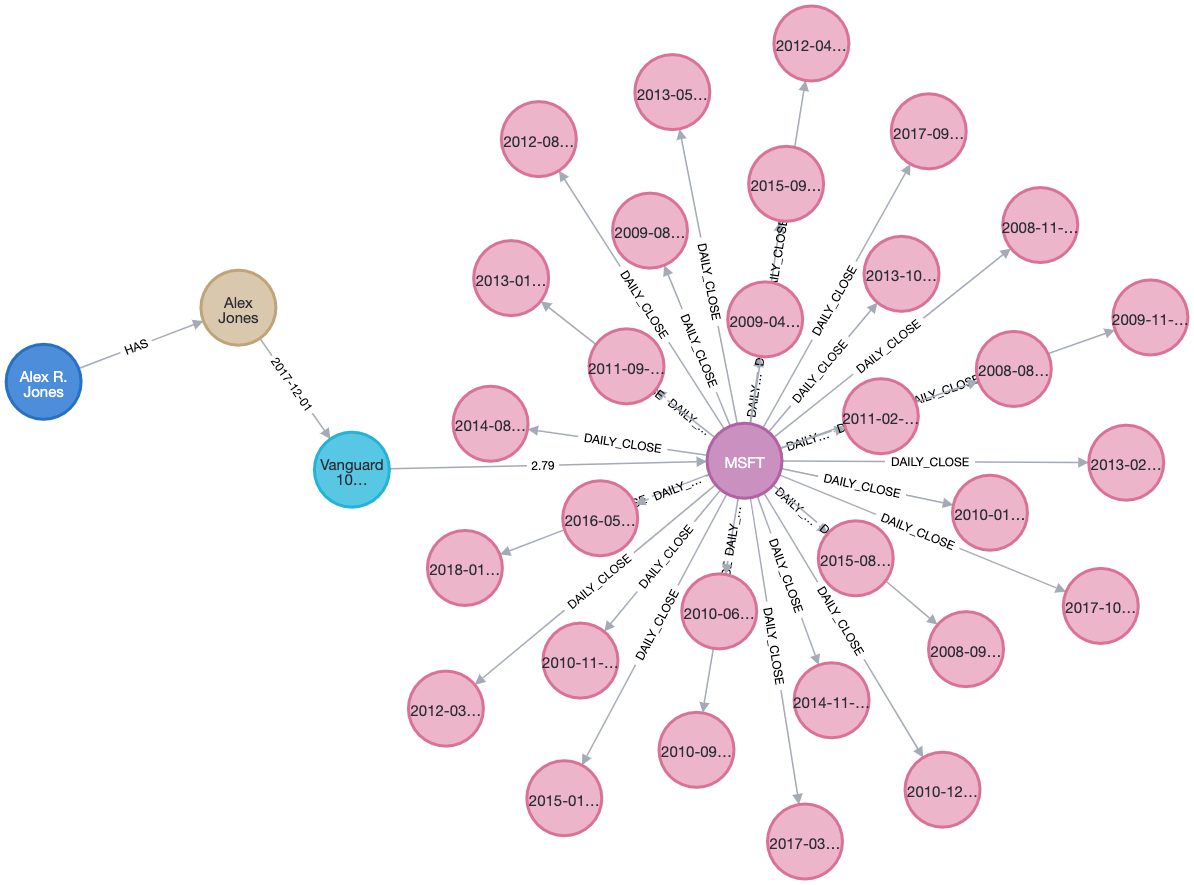 2012-04...
2013-05...
2012-08...
2017-09...
2015-09...
2009-08...
2008-11-...
DAILY_CLOSE
DAILY_CLOSE
2013-01...
2013-10...
DAILY_CLOSE
DAILY_CLOSE
Alex
Jones
2009-04...
2009-11-...
HAS
DAILY_CLOSE
DAILY_CLOSE
DAILY_CLOSE
2011-09-...
2008-08...
Alex R.
Jones
2017-12-01
DAILY_...
DAILY_...
2011-02-...
2014-08...
DAILY_CLOSE
DAILY_...
Vanguard
10...
2.79
MSFT
DAILY_CLOSE
2013-02...
DAILY_...
DAILY_CLOSE
DAILY_...
2010-01...
2016-05...
DAILY_...
DAILY_CLOSE
2018-01...
DAILY_CLOSE
DAILY_CLOSE
DAILY_CLOSE
2015-08...
DAILY_CLOSE
DAILY_CLOSE
2010-06...
DAILY_CLOSE
DAILY_CLOSE
2017-10...
2010-11-...
2008-09...
2012-03...
2014-11-...
2010-09...
2015-01...
2010-12...
2017-03...